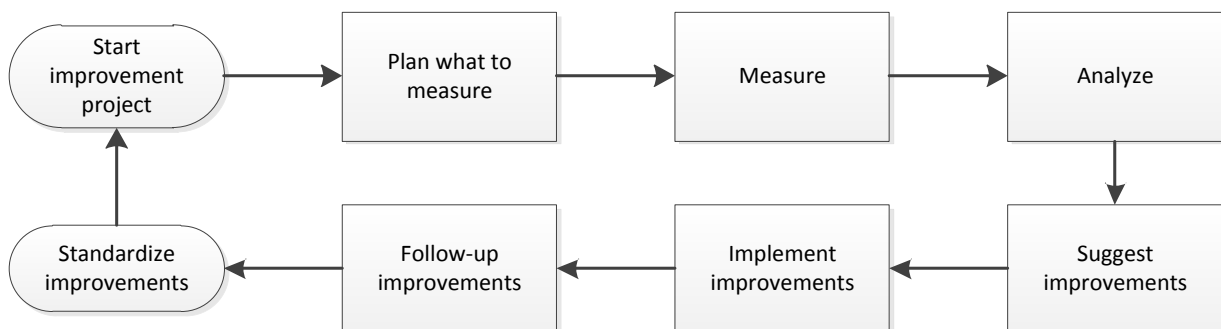 Start
improvement
project
Plan what to
measure
Measure
Analyze
Standardize
improvements
Follow-up
improvements
Implement
improvements
Suggest
improvements